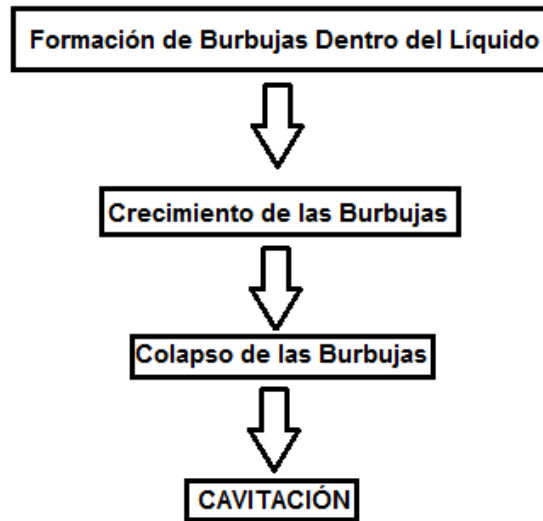 Formación de Burbujas Dentro del Líquido
Crecimiento de las Burbujas
Colapso de las Burbujas
CAVITACIÓN